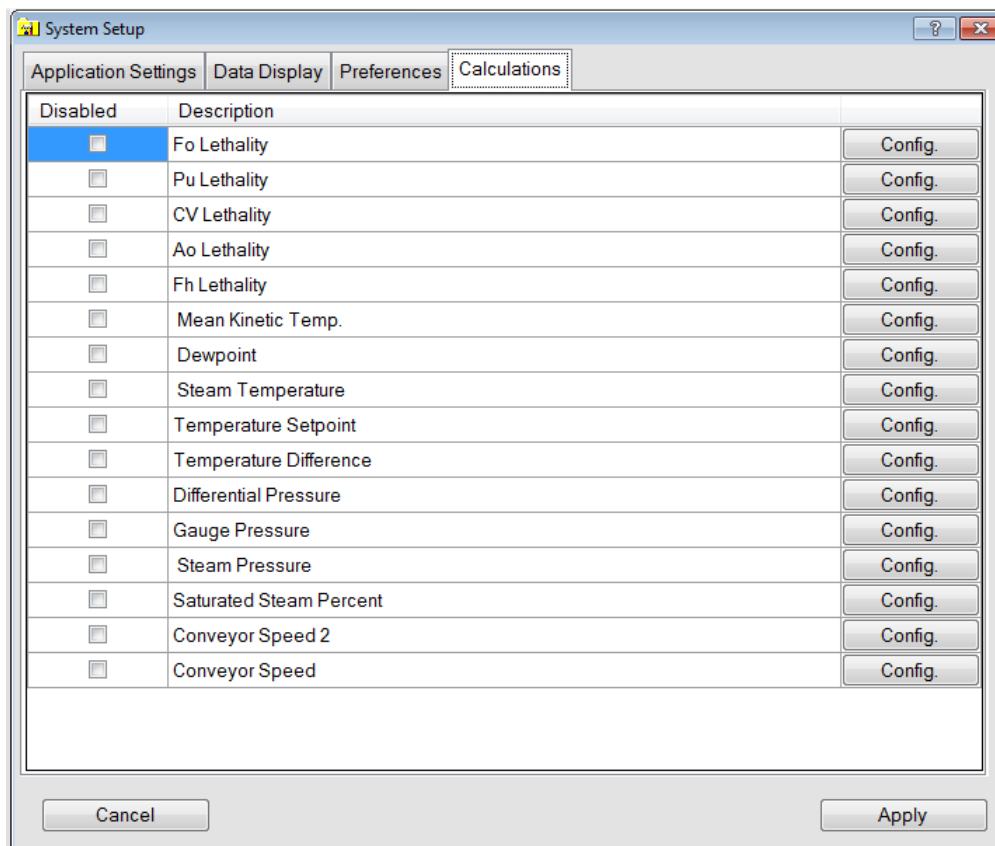 System Setup
Application Settings Data Display Preferences Calculations
Disabled Description
Fo Lethality Config.
Pu Lethality Config.
CV Lethality Config.
Ao Lethality Config.
Fh Lethality Config.
Mean Kinetic Temp. Config.
Dewpoint Config.
Steam Temperature Config.
Temperature Setpoint Config.
Temperature Difference Config.
Differential Pressure Config.
Gauge Pressure Config.
Steam Pressure Config.
Saturated Steam Percent Config.
Conveyor Speed 2 Config.
Conveyor Speed Config.
Cancel Apply